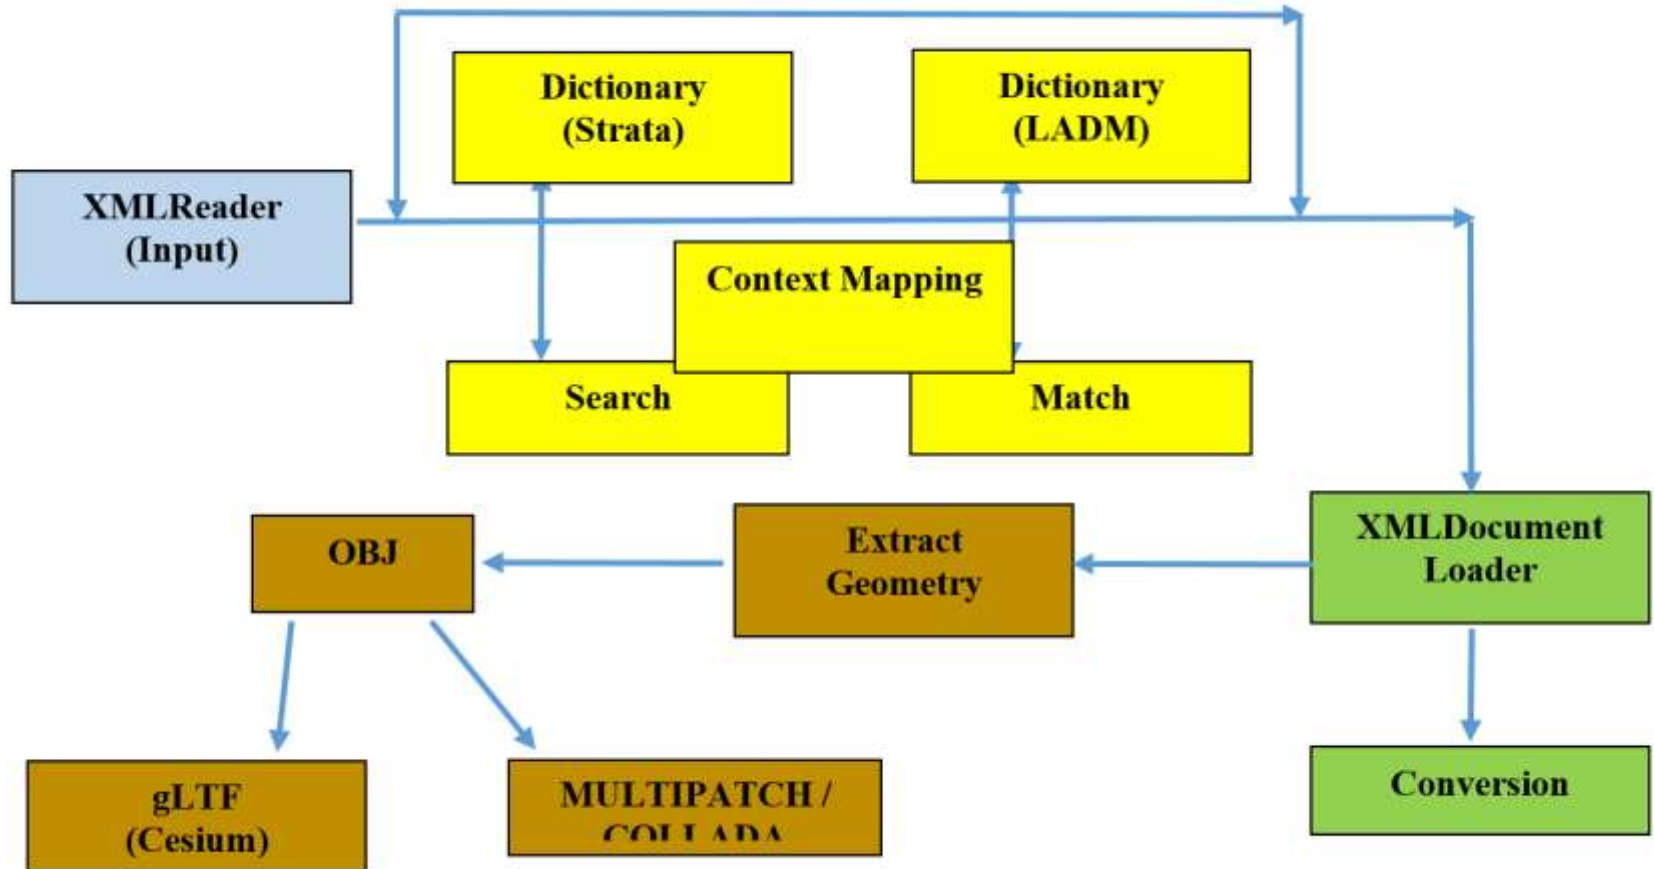 Dictionary
(Strata)
Dictionary
(LADM)
XMLReader
(Input)
Context Mapping
Search
Match
XMLDocument
Loader
Extract
Geometry
OBJ
gLTF
(Cesium)
MULTIPATCH /
COLLADA
Conversion